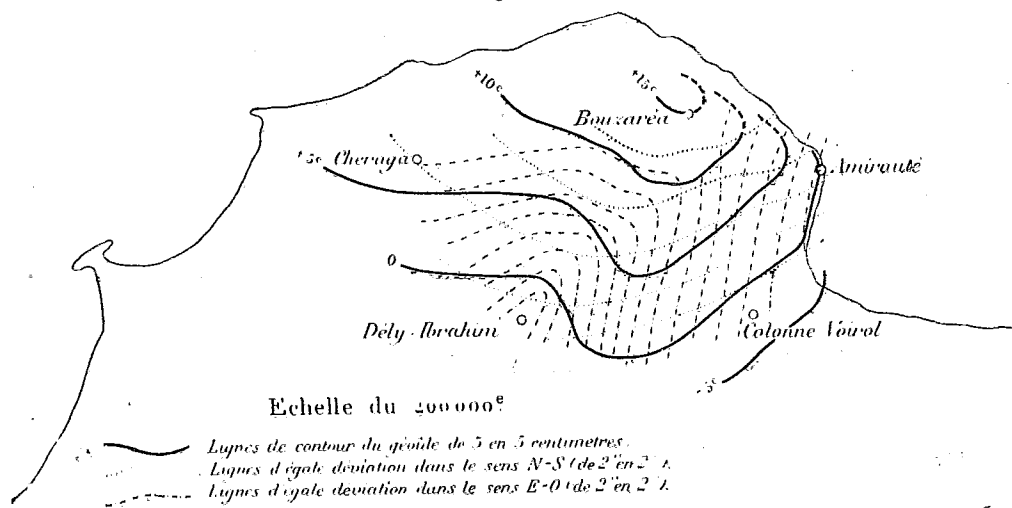 +10c
+15c
Bouzaréa
+5c
Cheraga
Amirauté
0
Dély-Ibrahim
Colonne Voirol
-5c
Echelle du 200 000e
Lignes de contour du géoïde de 5 en 5 centimètres.
Lignes d'égale déviation dans le sens N-S (de 2" en 2").
Lignes d'égale déviation dans le sens E-O (de 2" en 2").